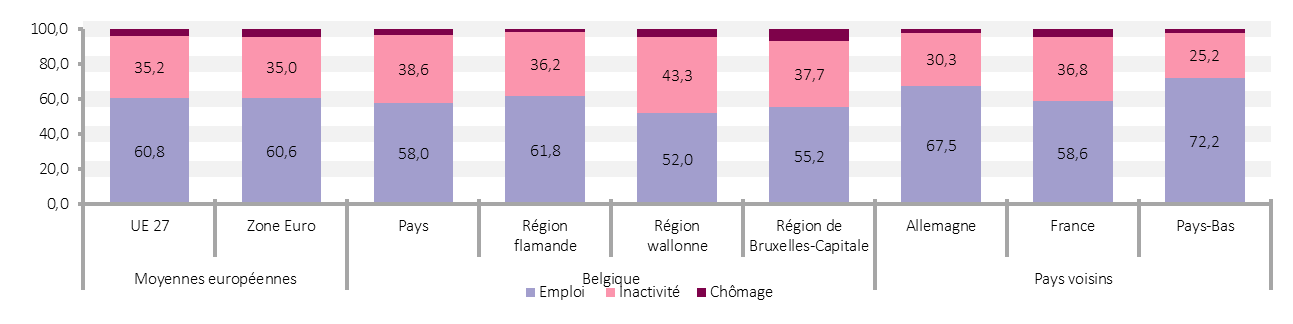 100,0
80,0
60,0
40,0
20,0
0,0
35,2 35,0 38,6 36,2 43,3 37,7 30,3 36,8 25,2
60,8 60,6 58,0 61,8 52,0 55,2 67,5 58,6 72,2
UE 27 Zone Euro Pays Région flamande Région wallonne Région de Bruxelles-Capitale Allemagne France Pays-Bas
Moyennes européennes Belgique Pays voisins
Emploi Inactivité Chômage